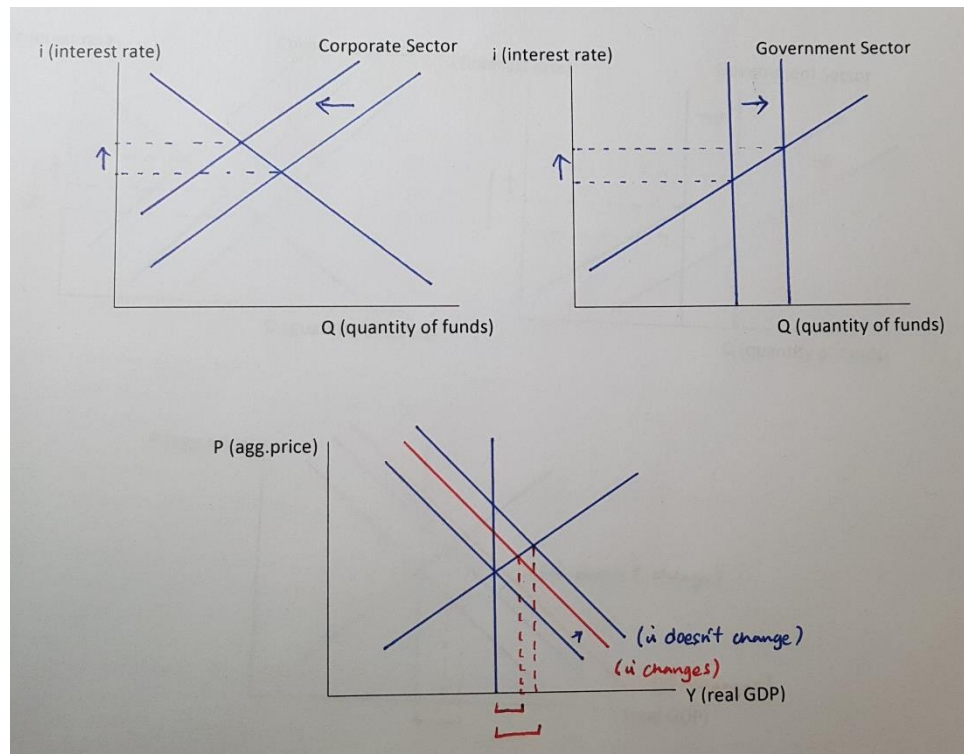 i (interest rate)
Corporate Sector
Q (quantity of funds)
i (interest rate)
Government Sector
Q (quantity of funds)
P (agg.price)
(i doesn't change)
(i changes)
Y (real GDP)